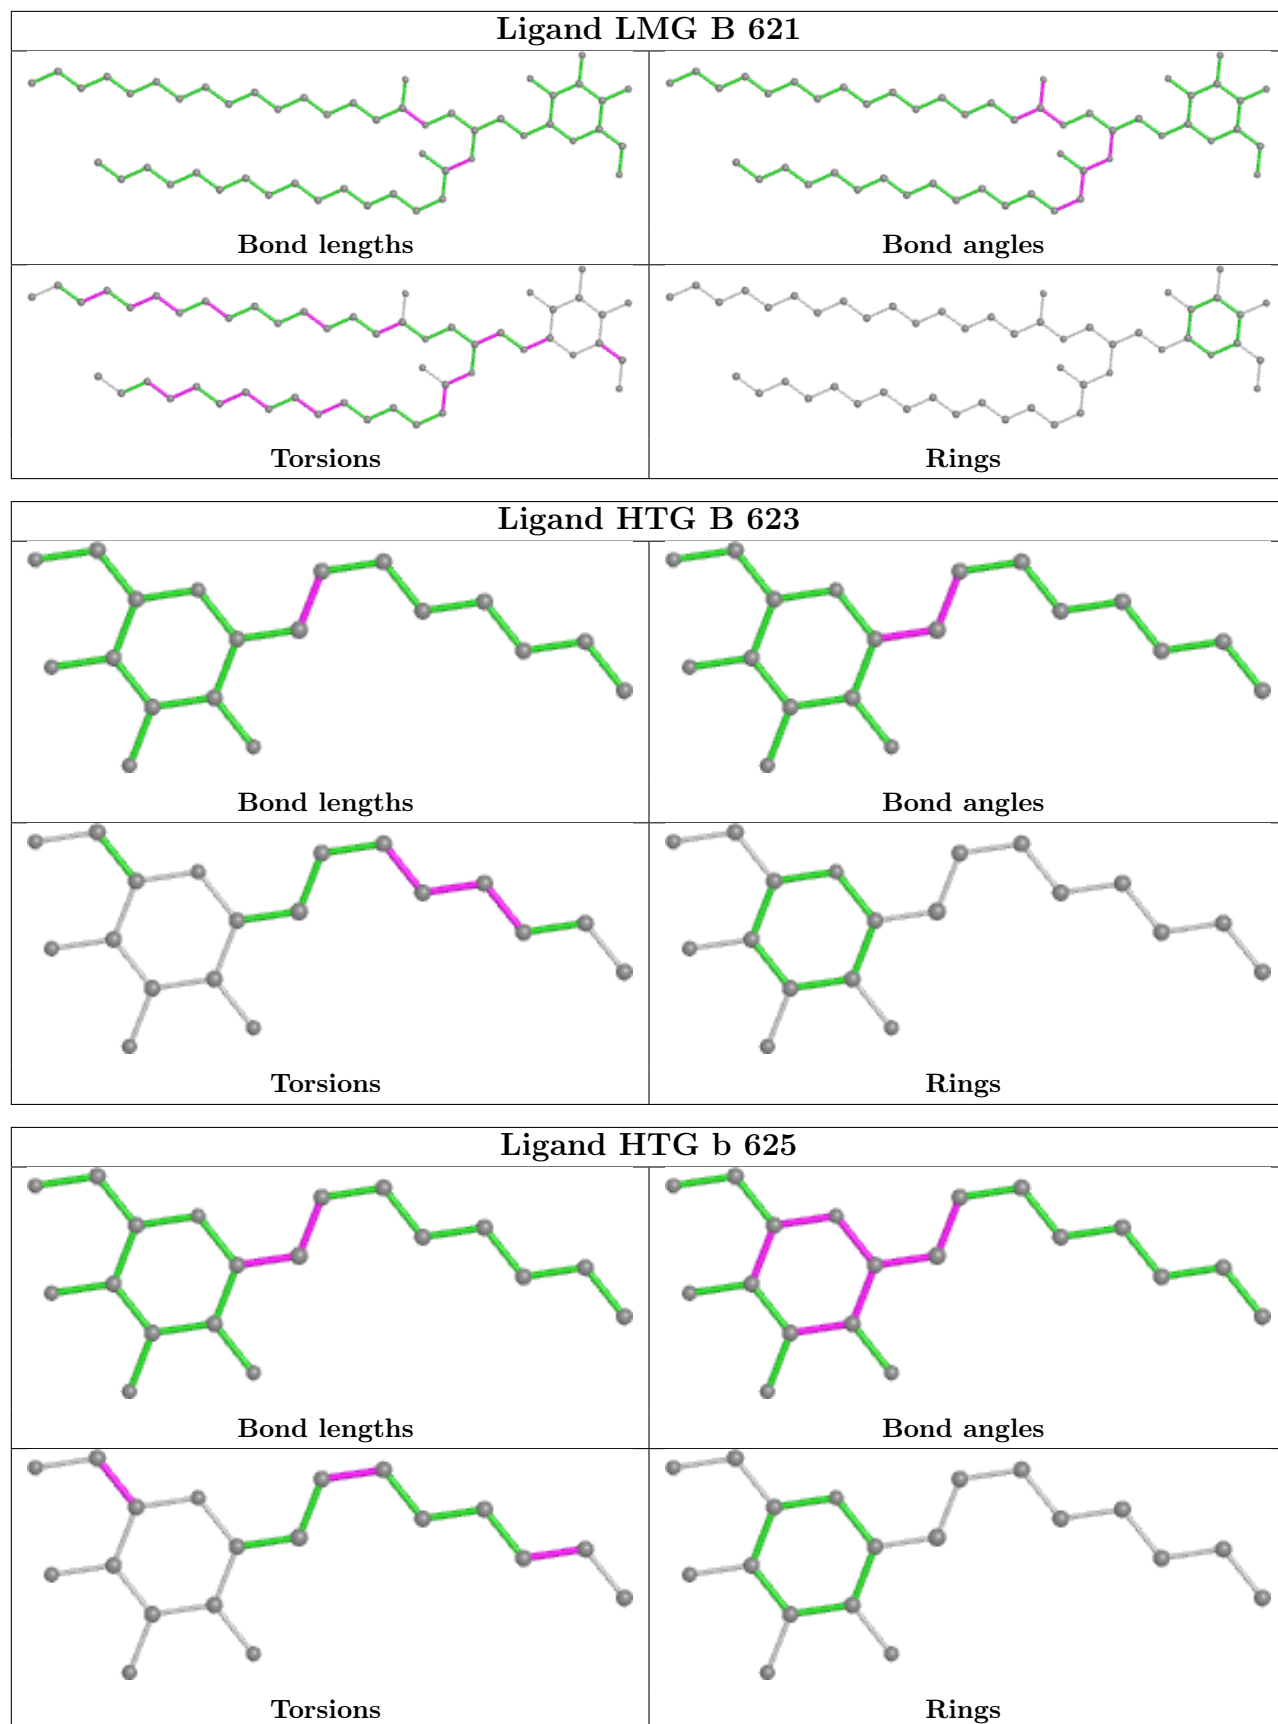 Ligand LMG B 621
Bond lengths
Bond angles
Torsions
Rings
Ligand HTG B 623
Bond lengths
Bond angles
Torsions
Rings
Ligand HTG b 625
Bond lengths
Bond angles
Torsions
Rings